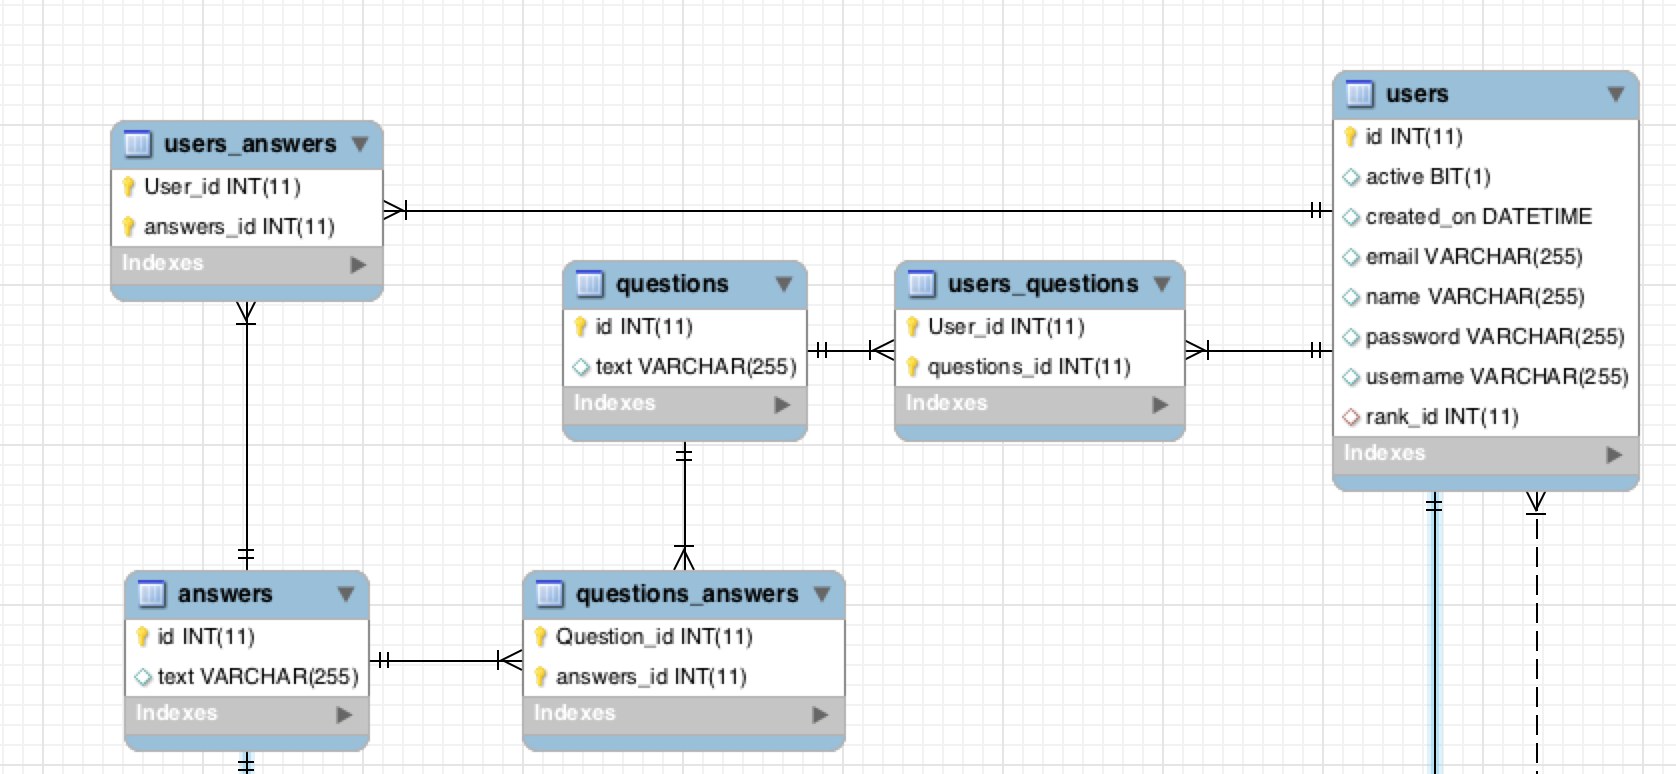 users_answers
User_id INT(11)
answers_id INT(11)
Indexes
questions
id INT(11)
text VARCHAR(255)
Indexes
users_questions
User_id INT(11)
questions_id INT(11)
Indexes
users
id INT(11)
active BIT(1)
created_on DATETIME
email VARCHAR(255)
name VARCHAR(255)
password VARCHAR(255)
username VARCHAR(255)
rank_id INT(11)
Indexes
answers
id INT(11)
text VARCHAR(255)
Indexes
questions_answers
Question_id INT(11)
answers_id INT(11)
Indexes